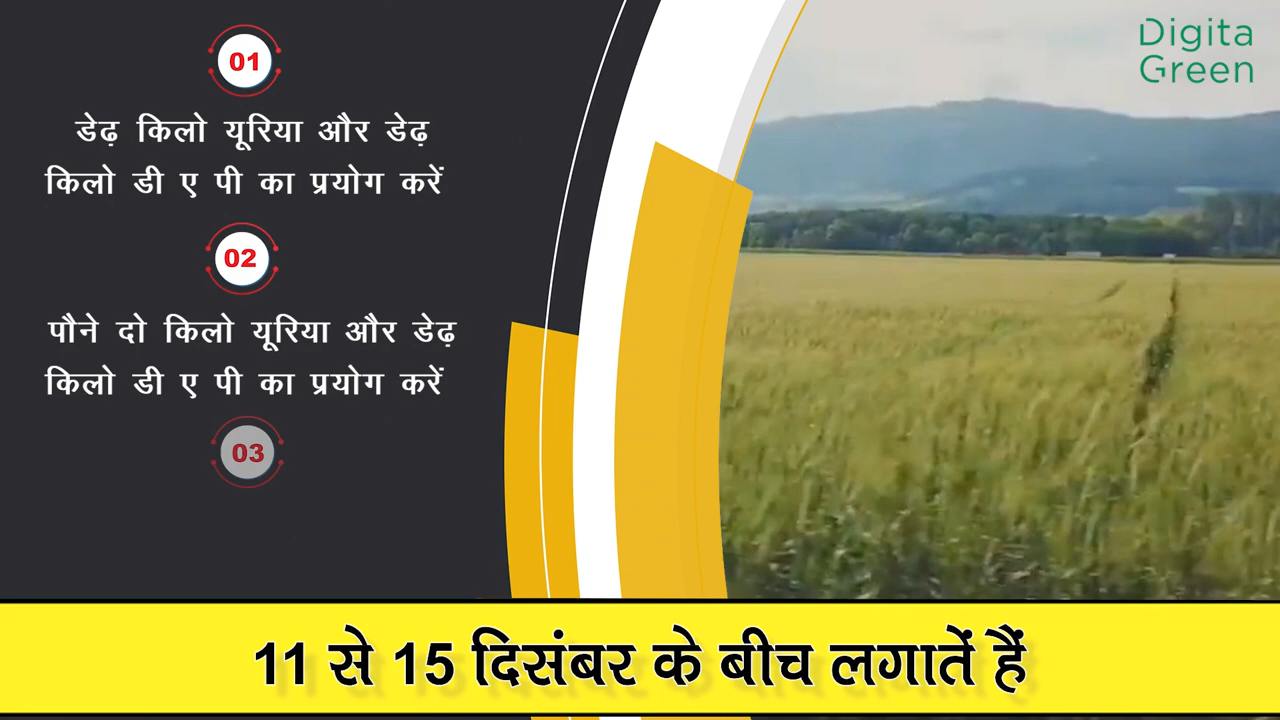 01
डेढ़ किलो यूरिया और डेढ़
किलो डी ए पी का प्रयोग करें
02
पौने दो किलो यूरिया और डेढ़
किलो डी ए पी का प्रयोग करें
03
Digita
Green
11 से 15 दिसंबर के बीच लगातें हैं